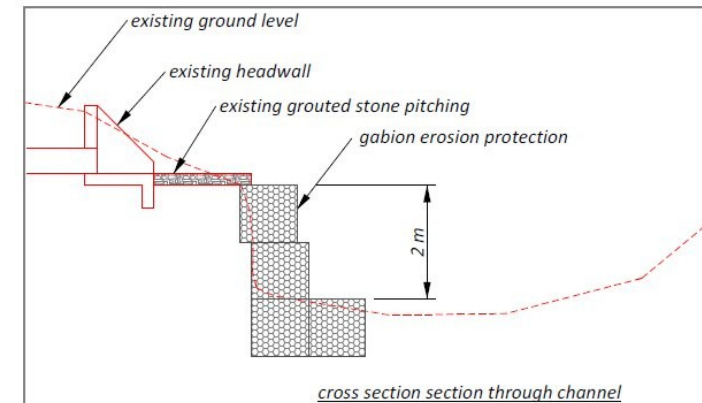 existing ground level
existing headwall
existing grouted stone pitching
gabion erosion protection
2 m
cross section section through channel